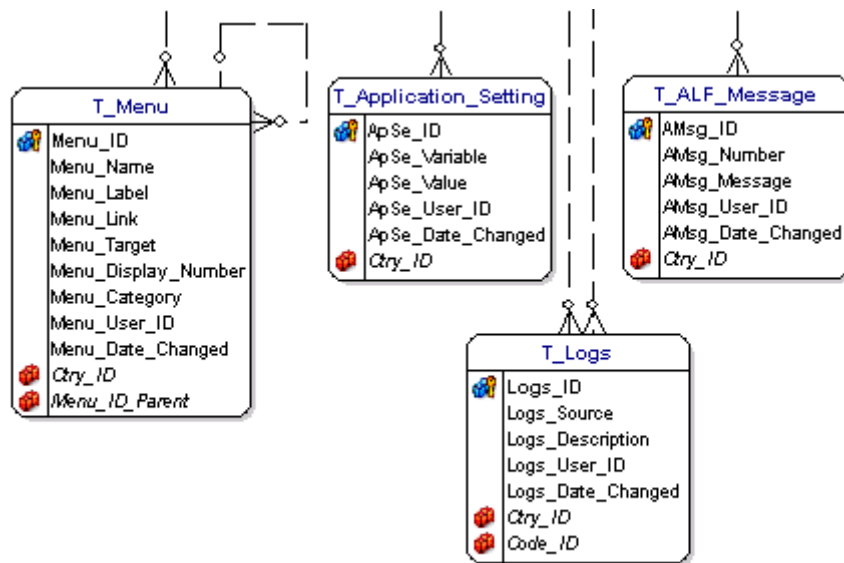 T_Menu
Menu_ID
Menu_Name
Menu_Label
Menu_Link
Menu_Target
Menu_Display_Number
Menu_Category
Menu_User_ID
Menu_Date_Changed
Ctry_ID
Menu_ID_Parent
T_Application_Setting
ApSe_ID
ApSe_Variable
ApSe_Value
ApSe_User_ID
ApSe_Date_Changed
Ctry_ID
T_ALF_Message
AMsg_ID
AMsg_Number
AMsg_Message
AMsg_User_ID
AMsg_Date_Changed
Ctry_ID
T_Logs
Logs_ID
Logs_Source
Logs_Description
Logs_User_ID
Logs_Date_Changed
Ctry_ID
Code_ID